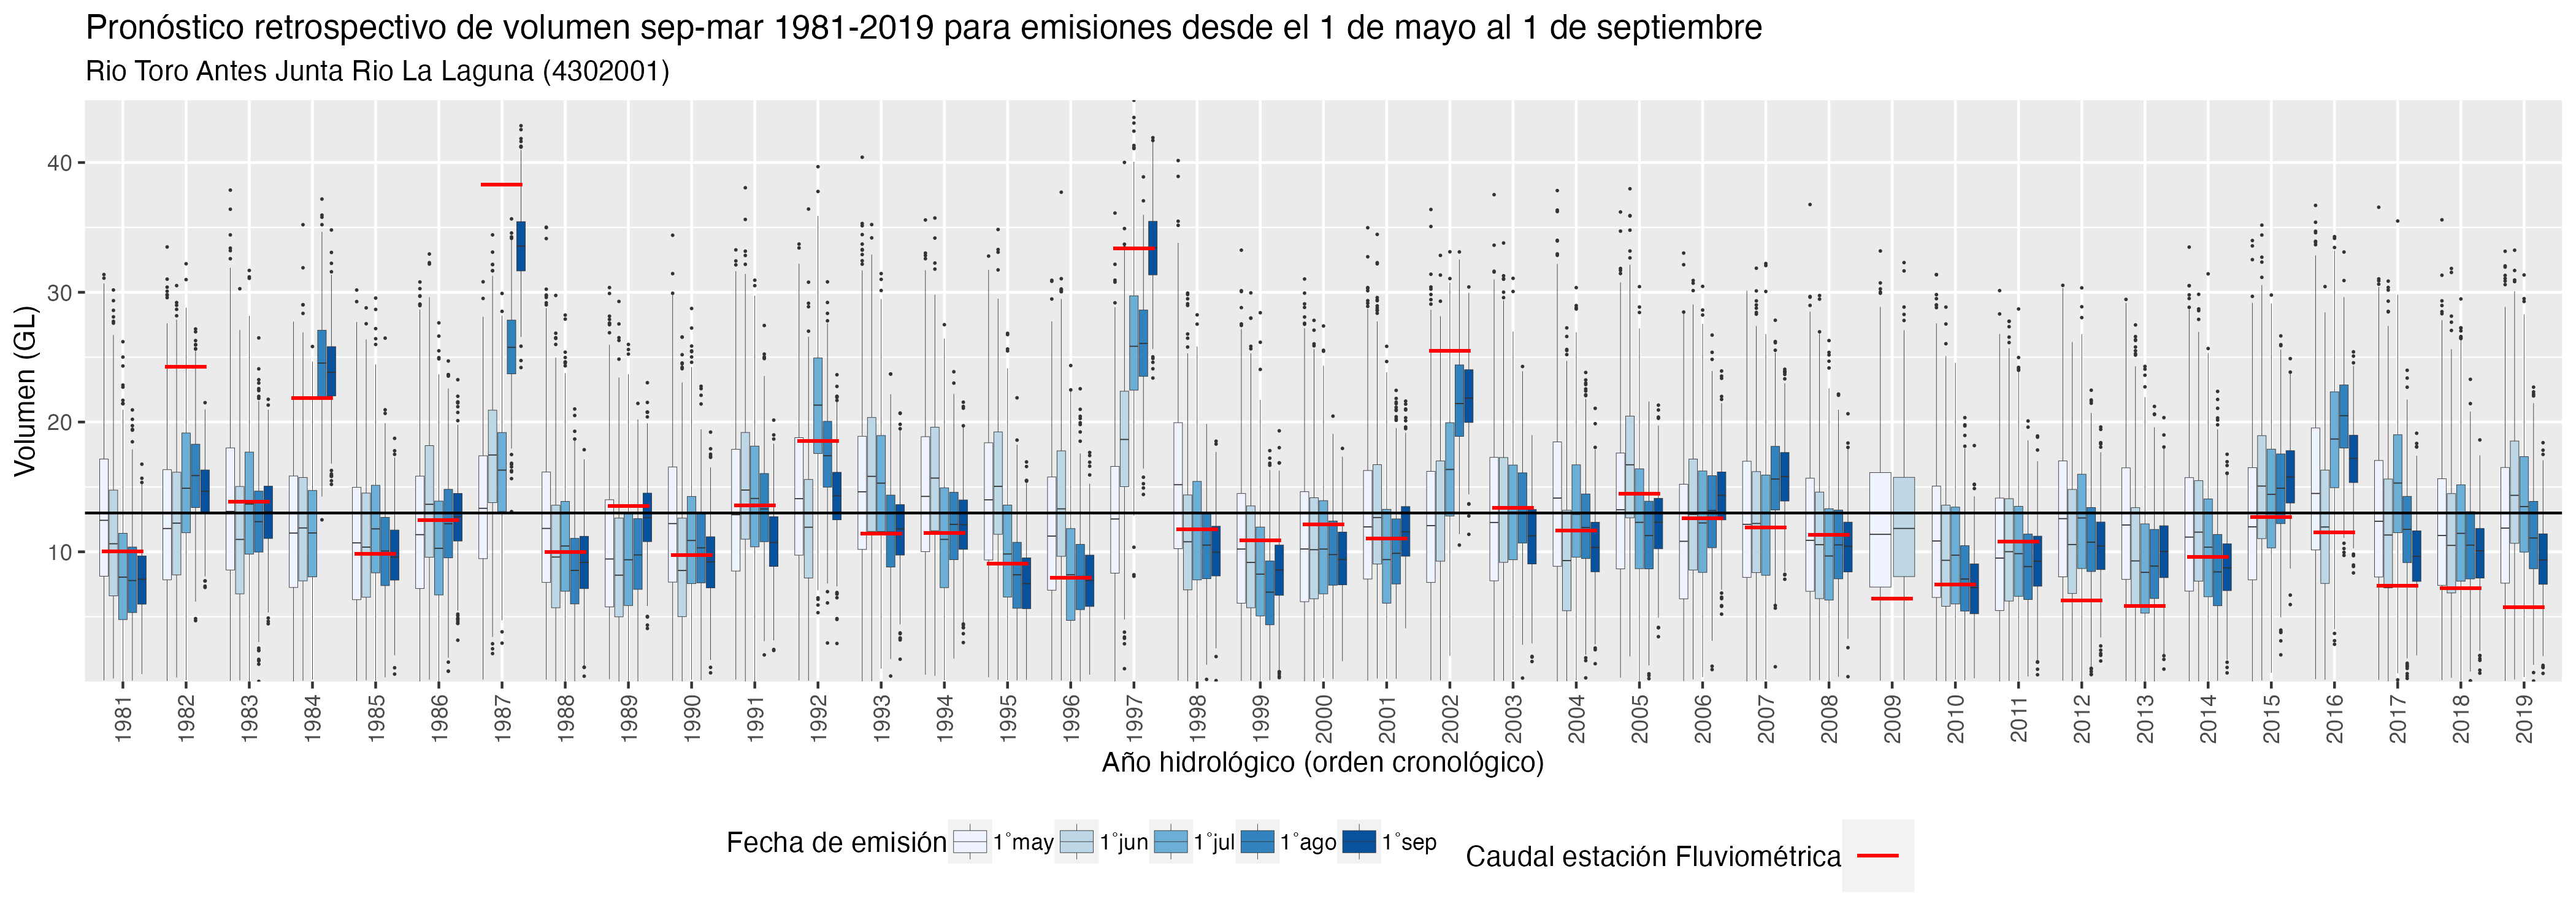 Pronóstico retrospectivo de volumen sep-mar 1981-2019 para emisiones desde el 1 de mayo al 1 de septiembre
Rio Toro Antes Junta Rio La Laguna (4302001)
Volumen (GL)
40
30
20
10
1981 1982 1983 1984 1985 1986 1987 1988 1989 1990 1991 1992 1993 1994 1995 1996 1997 1998 1999 2000 2001 2002 2003 2004 2005 2006 2007 2008 2009 2010 2011 2012 2013 2014 2015 2016 2017 2018 2019
Año hidrológico (orden cronológico)
Fecha de emisión 1°may 1°jun 1°jul 1°ago 1°sep Caudal estación Fluviométrica